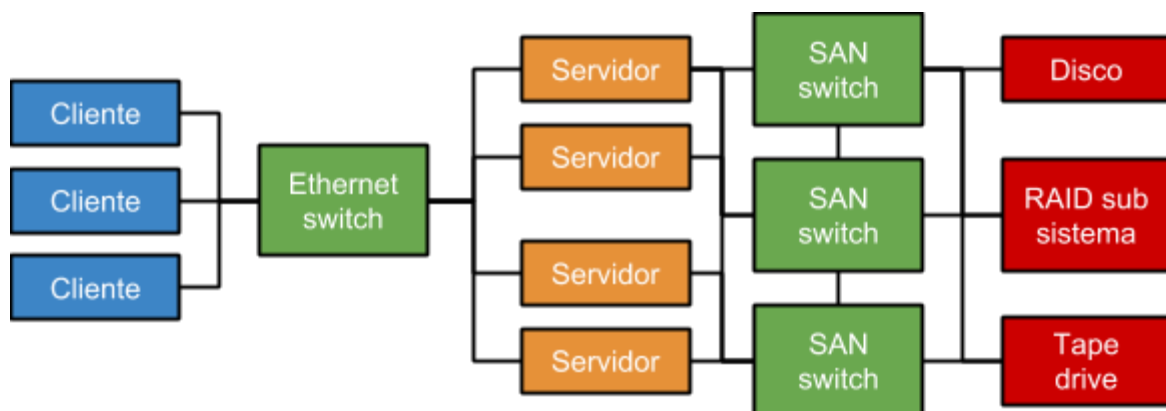 Cliente
Cliente
Cliente
Ethernet
switch
Servidor
Servidor
Servidor
Servidor
SAN
switch
SAN
switch
SAN
switch
Disco
RAID sub
sistema
Tape
drive